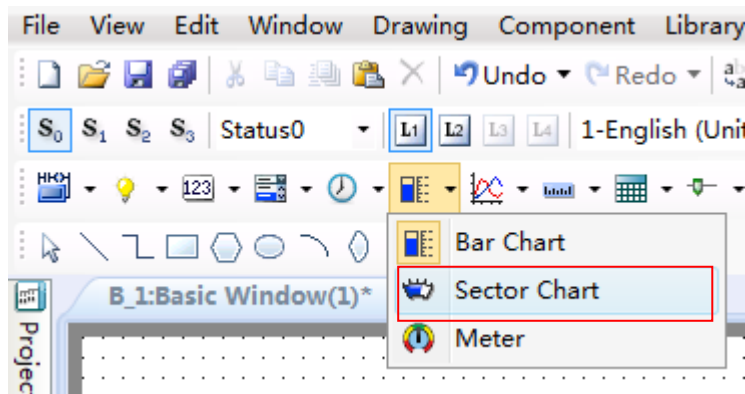 File View Edit Window Drawing Component Library
Undo Redo
S0 S1 S2 S3 Status0 L1 L2 L3 L4 1-English (Unit
123
Bar Chart
B_1:Basic Window(1)* Sector Chart
Meter
Projec